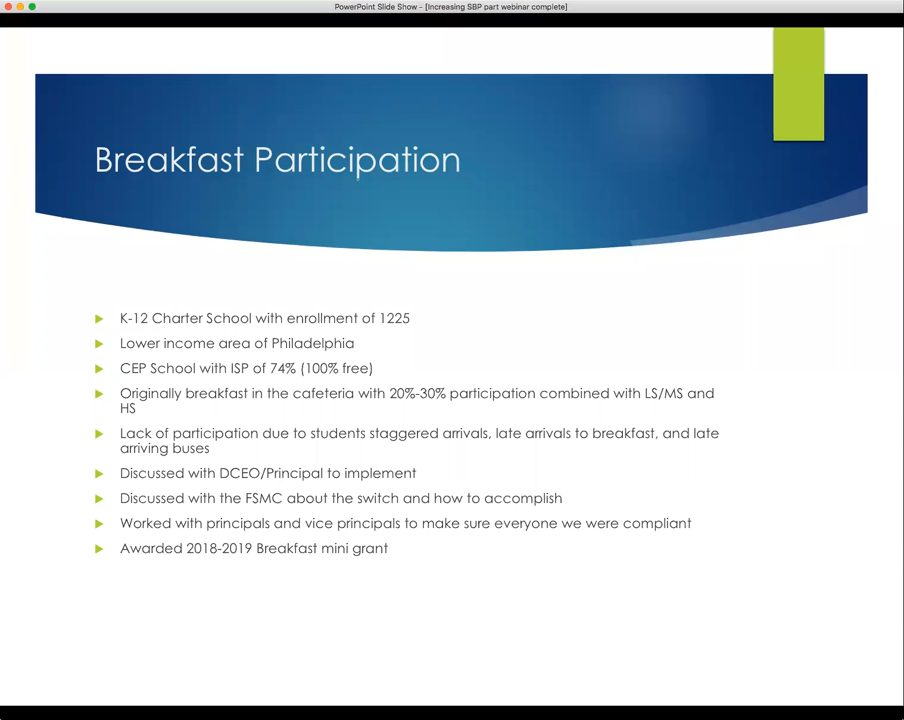 PowerPoint Slide Show - [Increasing SBP part webinar complete]
Breakfast Participation
K-12 Charter School with enrollment of 1225
Lower income area of Philadelphia
CEP School with ISP of 74% (100% free)
Originally breakfast in the cafeteria with 20%-30% participation combined with LS/MS and
HS
Lack of participation due to students staggered arrivals, late arrivals to breakfast, and late
arriving buses
Discussed with DCEO/Principal to implement
Discussed with the FSMC about the switch and how to accomplish
Worked with principals and vice principals to make sure everyone we were compliant
Awarded 2018-2019 Breakfast mini grant